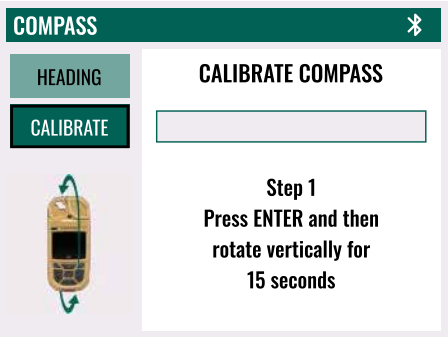 COMPASS
HEADING
CALIBRATE
CALIBRATE COMPASS
Step 1
Press ENTER and then
rotate vertically for
15 seconds